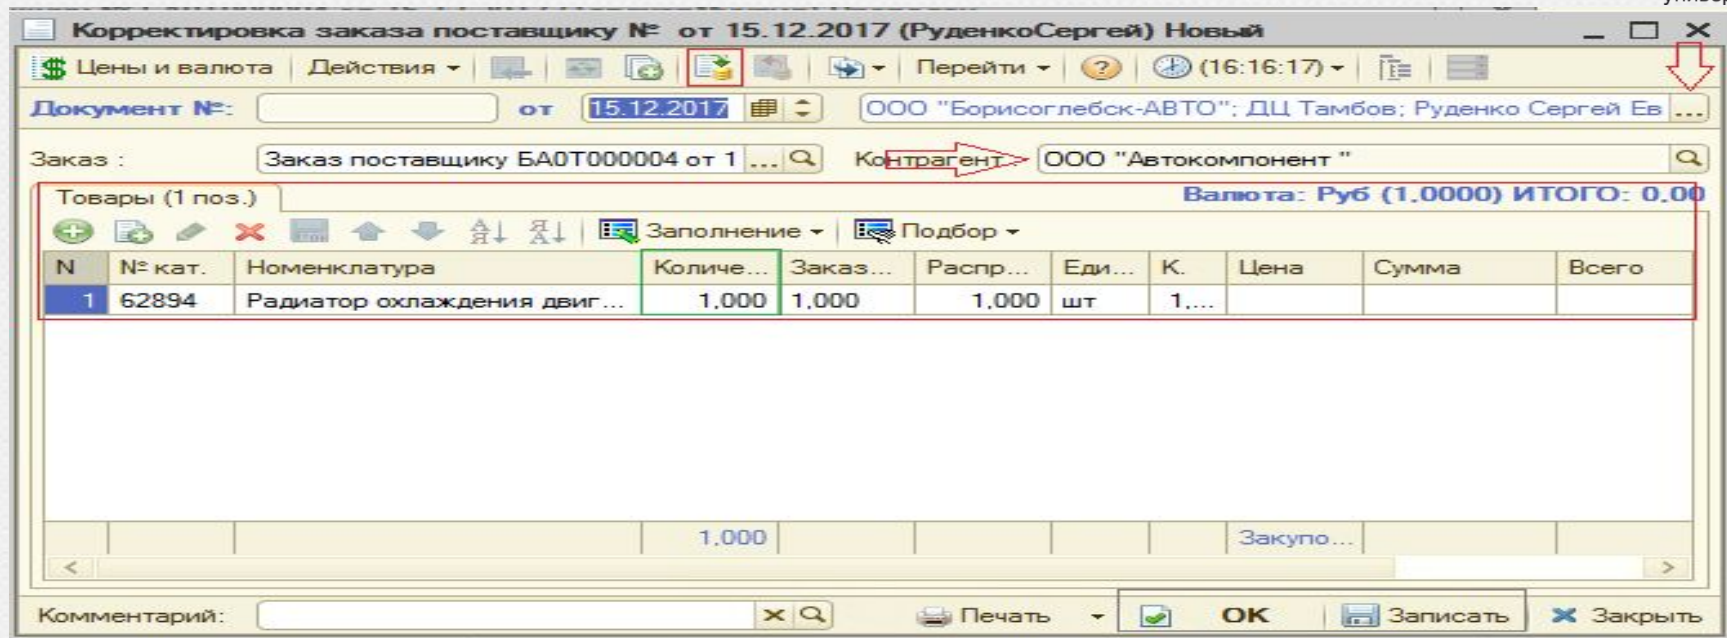 Корректировка заказа поставщику № от 15.12.2017 (РуденкоСергей) Новый
Цены и валюта Действия Перейти (16:16:17)
Документ №: от 15.12.2017 ООО "Борисоглебск-АВТО"; ДЦ Тамбов; Руденко Сергей Ев ...
Заказ : Заказ поставщику БА0Т000004 от 1 ... Контрагент ООО "Автокомпонент "
Товары (1 поз.) Валюта: Руб (1,0000) ИТОГО: 0,00
Заполнение Подбор
N № кат. Номенклатура Количе... Заказ... Распр... Еди... К. Цена Сумма Всего
1 62894 Радиатор охлаждения двиг... 1,000 1,000 1,000 шт 1,...
1,000 Закупо...
Комментарий: Печать OK Записать Закрыть